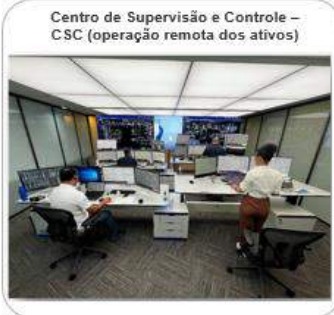 Centro de Supervisão e Controle –
CSC (operação remota dos ativos)